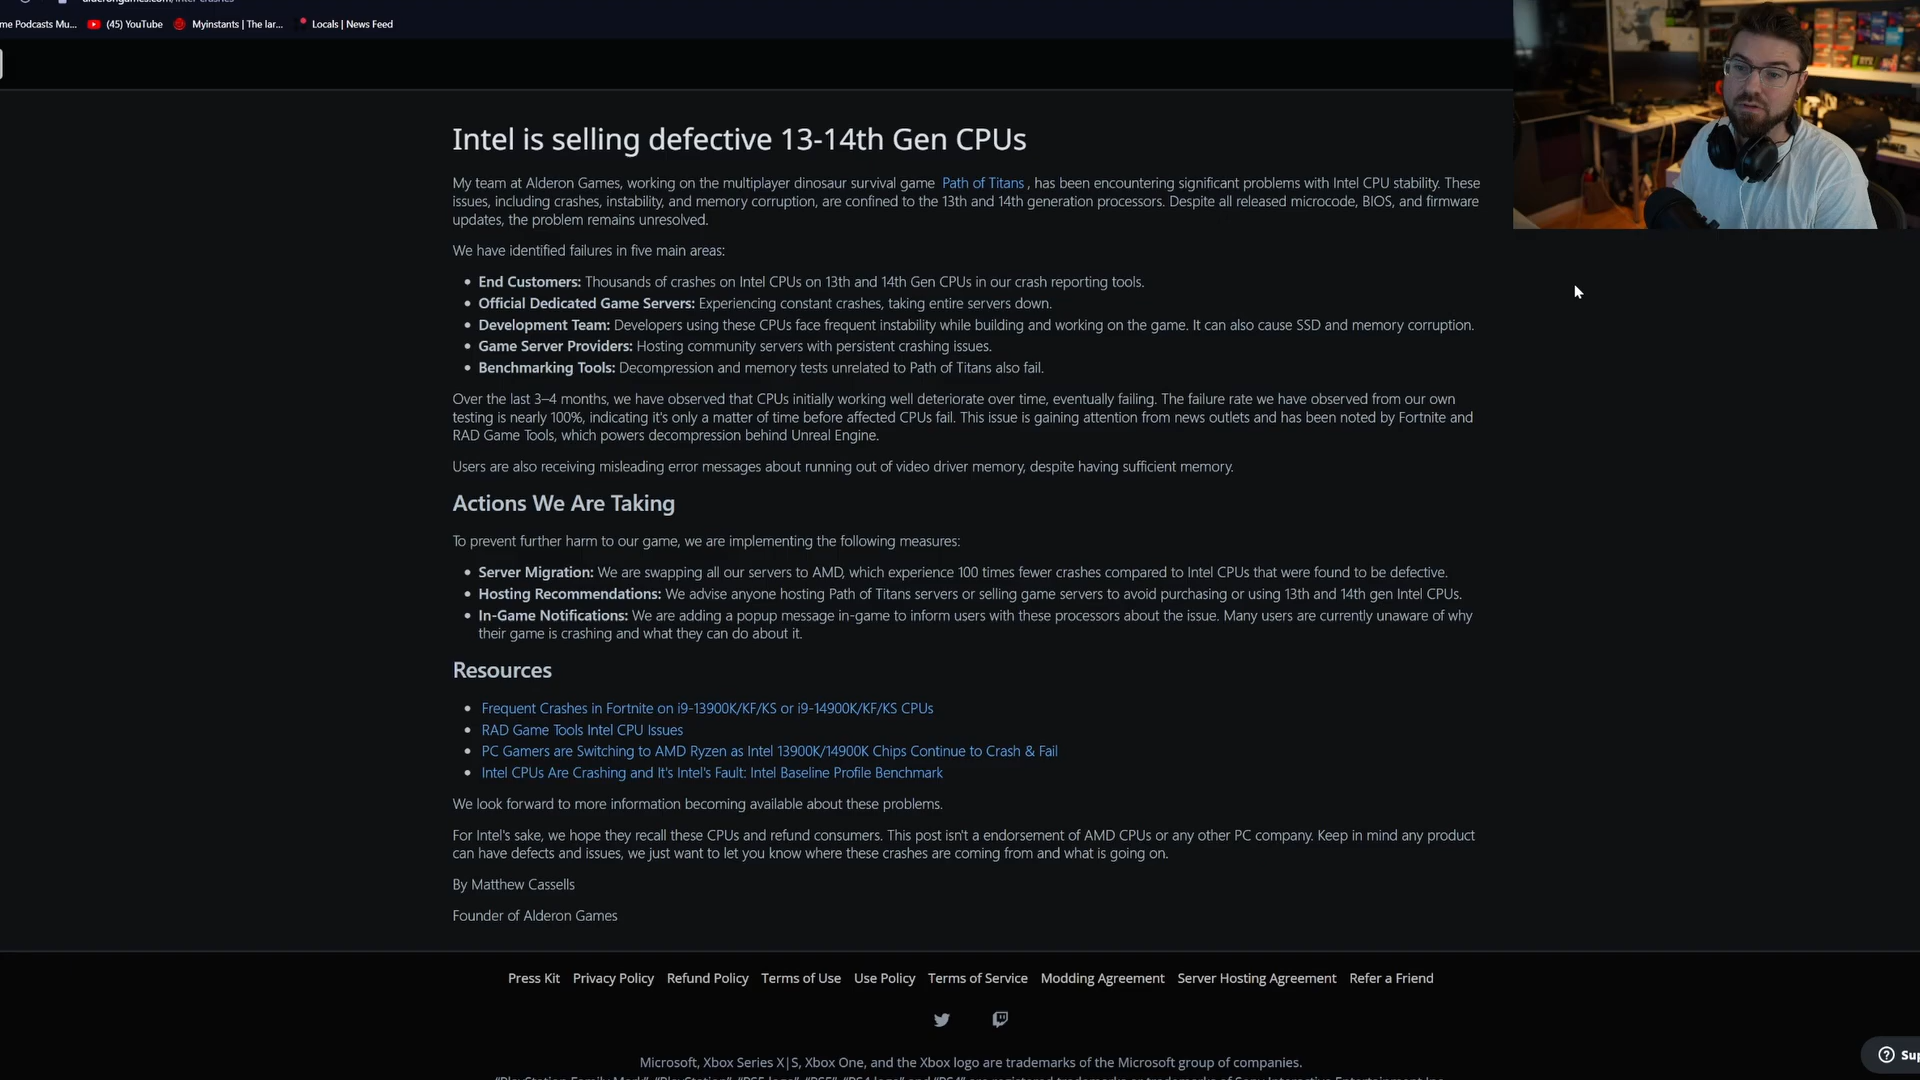 me Podcasts Mu... (45) YouTube Myinstants | The lar... Locals | News Feed
Intel is selling defective 13-14th Gen CPUs
My team at Alderon Games, working on the multiplayer dinosaur survival game Path of Titans , has been encountering significant problems with Intel CPU stability. These
issues, including crashes, instability, and memory corruption, are confined to the 13th and 14th generation processors. Despite all released microcode, BIOS, and firmware
updates, the problem remains unresolved.
We have identified failures in five main areas:
• End Customers: Thousands of crashes on Intel CPUs on 13th and 14th Gen CPUs in our crash reporting tools.
• Official Dedicated Game Servers: Experiencing constant crashes, taking entire servers down.
• Development Team: Developers using these CPUs face frequent instability while building and working on the game. It can also cause SSD and memory corruption.
• Game Server Providers: Hosting community servers with persistent crashing issues.
• Benchmarking Tools: Decompression and memory tests unrelated to Path of Titans also fail.
Over the last 3–4 months, we have observed that CPUs initially working well deteriorate over time, eventually failing. The failure rate we have observed from our own
testing is nearly 100%, indicating it's only a matter of time before affected CPUs fail. This issue is gaining attention from news outlets and has been noted by Fortnite and
RAD Game Tools, which powers decompression behind Unreal Engine.
Users are also receiving misleading error messages about running out of video driver memory, despite having sufficient memory.
Actions We Are Taking
To prevent further harm to our game, we are implementing the following measures:
• Server Migration: We are swapping all our servers to AMD, which experience 100 times fewer crashes compared to Intel CPUs that were found to be defective.
• Hosting Recommendations: We advise anyone hosting Path of Titans servers or selling game servers to avoid purchasing or using 13th and 14th gen Intel CPUs.
• In-Game Notifications: We are adding a popup message in-game to inform users with these processors about the issue. Many users are currently unaware of why
their game is crashing and what they can do about it.
Resources
• Frequent Crashes in Fortnite on i9-13900K/KF/KS or i9-14900K/KF/KS CPUs
• RAD Game Tools Intel CPU Issues
• PC Gamers are Switching to AMD Ryzen as Intel 13900K/14900K Chips Continue to Crash & Fail
• Intel CPUs Are Crashing and It's Intel's Fault: Intel Baseline Profile Benchmark
We look forward to more information becoming available about these problems.
For Intel's sake, we hope they recall these CPUs and refund consumers. This post isn't a endorsement of AMD CPUs or any other PC company. Keep in mind any product
can have defects and issues, we just want to let you know where these crashes are coming from and what is going on.
By Matthew Cassells
Founder of Alderon Games
Press Kit Privacy Policy Refund Policy Terms of Use Use Policy Terms of Service Modding Agreement Server Hosting Agreement Refer a Friend
Microsoft, Xbox Series X|S, Xbox One, and the Xbox logo are trademarks of the Microsoft group of companies.
Sup